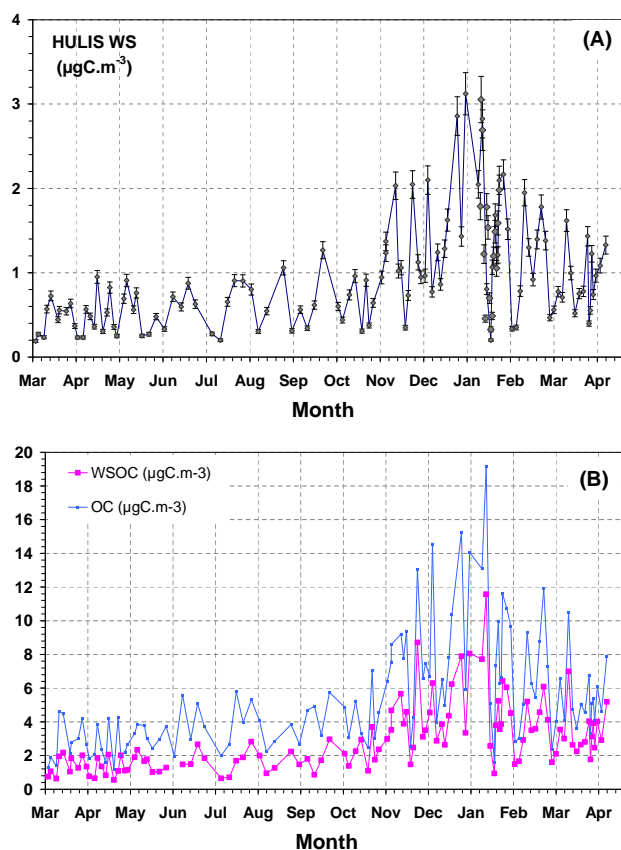 HULIS WS
(µgC.m-3)
(A)
4
3
2
1
0
Mar Apr May Jun Jul Aug Sep Oct Nov Dec Jan Feb Mar Apr
Month
20
18
16
14
12
10
8
6
4
2
0
WSOC (µgC.m-3)
OC (µgC.m-3)
(B)
Mar Apr May Jun Jul Aug Sep Oct Nov Dec Jan Feb Mar Apr
Month